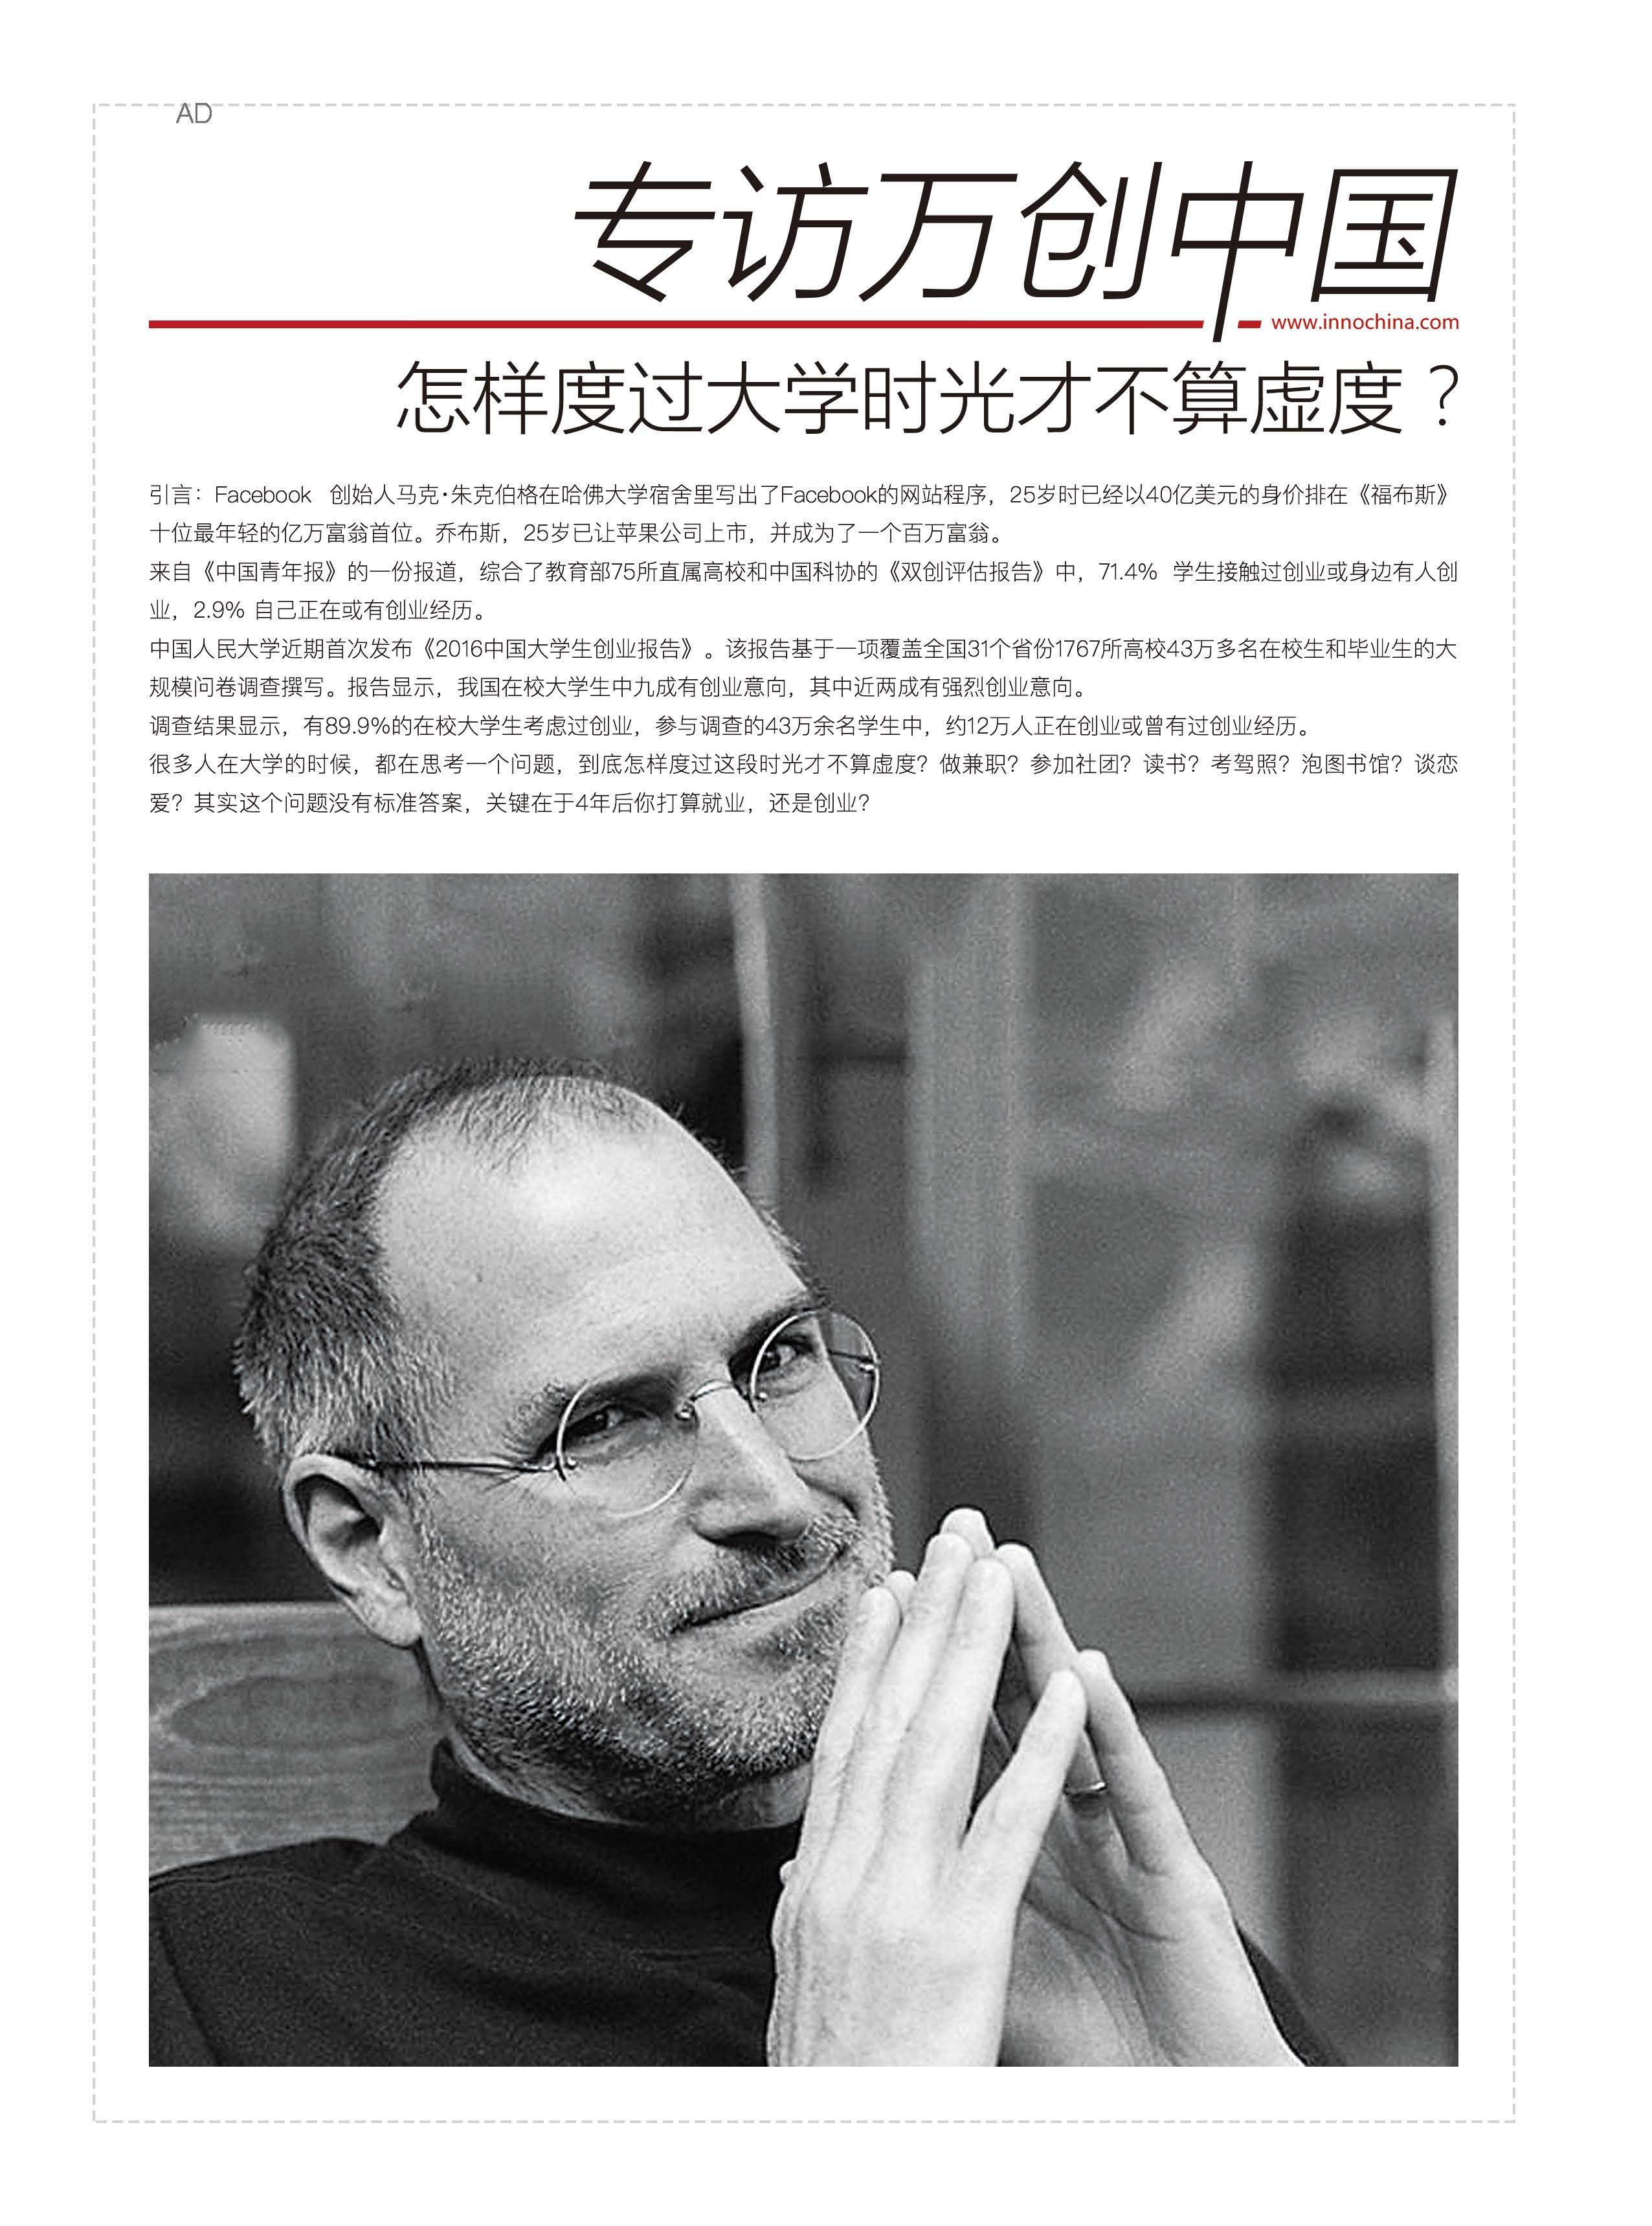 AD
专访万创中国
www.innochina.com
怎样度过大学时光才不算虚度？
引言：Facebook 创始人马克·朱克伯格在哈佛大学宿舍里写出了Facebook的网站程序，25岁时已经以40亿美元的身价排在《福布斯》
十位最年轻的亿万富翁首位。乔布斯，25岁已让苹果公司上市，并成为了一个百万富翁。
来自《中国青年报》的一份报道，综合了教育部75所直属高校和中国科协的《双创评估报告》中，71.4% 学生接触过创业或身边有人创
业，2.9% 自己正在或有创业经历。
中国人民大学近期首次发布《2016中国大学生创业报告》。该报告基于一项覆盖全国31个省份1767所高校43万多名在校生和毕业生的大
规模问卷调查撰写。报告显示，我国在校大学生中九成有创业意向，其中近两成有强烈创业意向。
调查结果显示，有89.9%的在校大学生考虑过创业，参与调查的43万余名学生中，约12万人正在创业或曾有过创业经历。
很多人在大学的时候，都在思考一个问题，到底怎样度过这段时光才不算虚度？做兼职？参加社团？读书？考驾照？泡图书馆？谈恋
爱？其实这个问题没有标准答案，关键在于4年后你打算就业，还是创业？